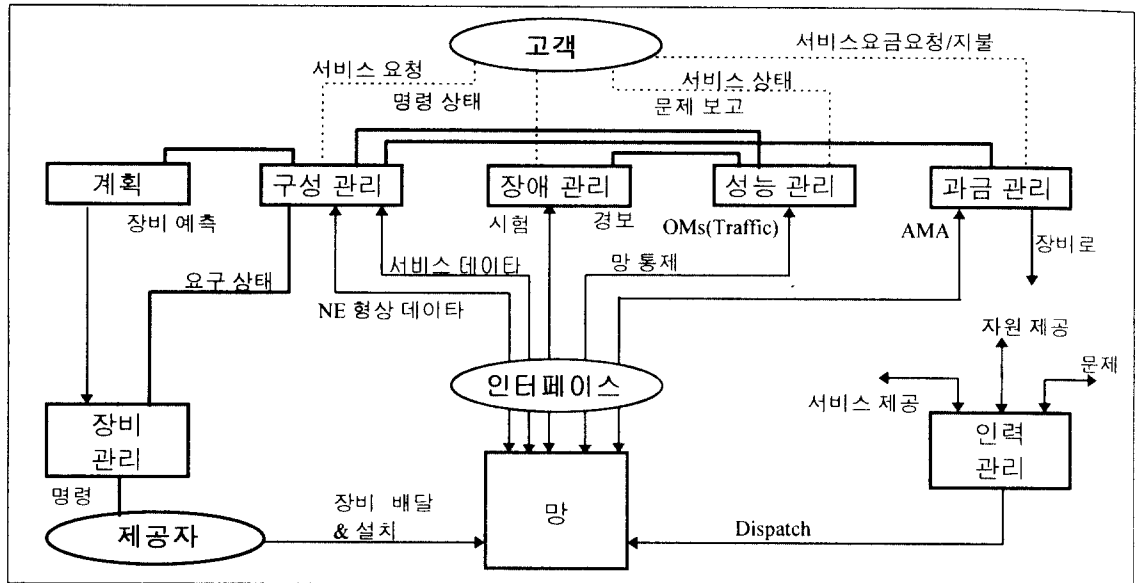 고객
서비스요금요청/지불
서비스 요청
서비스 상태
명령 상태
문제 보고
계획
구성 관리
장애 관리
성능 관리
과금 관리
장비 예측
시험
경보
OMs(Traffic)
AMA
장비로
서비스 데이타
망 통제
요구 상태
NE 형상 데이타
자원 제공
인터페이스
문제
서비스 제공
장비
관리
인력
관리
명령
장비 배달
& 설치
망
제공자
Dispatch